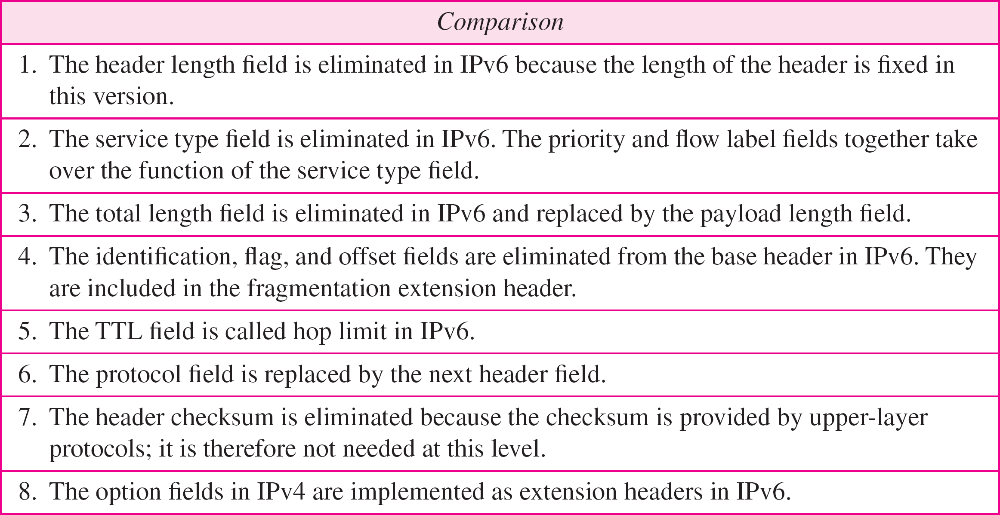 Comparison
1. The header length field is eliminated in IPv6 because the length of the header is fixed in
this version.
2. The service type field is eliminated in IPv6. The priority and flow label fields together take
over the function of the service type field.
3. The total length field is eliminated in IPv6 and replaced by the payload length field.
4. The identification, flag, and offset fields are eliminated from the base header in IPv6. They
are included in the fragmentation extension header.
5. The TTL field is called hop limit in IPv6.
6. The protocol field is replaced by the next header field.
7. The header checksum is eliminated because the checksum is provided by upper-layer
protocols; it is therefore not needed at this level.
8. The option fields in IPv4 are implemented as extension headers in IPv6.